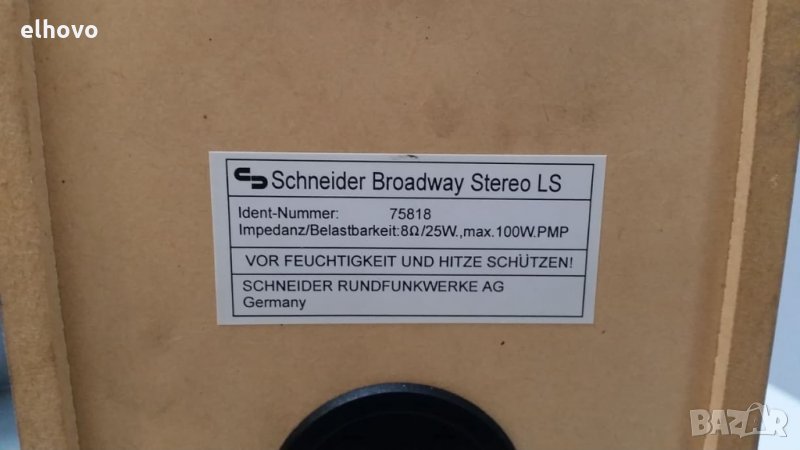 elhovo
Schneider Broadway Stereo LS
Ident-Nummer: 75818
Impedanz/Belastbarkeit:8Ω/25W.,max.100W.PMP
VOR FEUCHTIGKEIT UND HITZE SCHÜTZEN!
SCHNEIDER RUNDFUNKWERKE AG
Germany
BAZAR